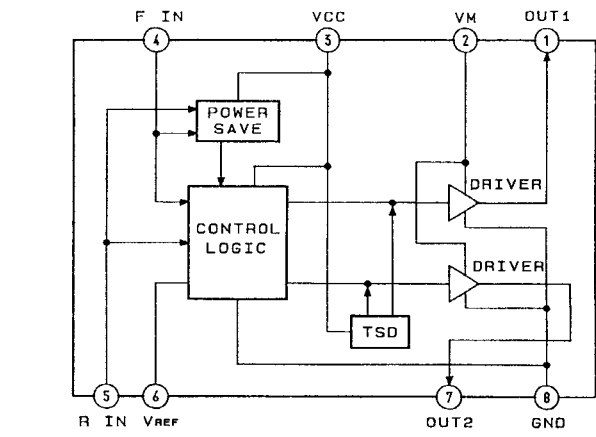 F IN
VCC
VM
OUT1
4
3
2
1
POWER
SAVE
DRIVER
CONTROL
LOGIC
DRIVER
TSD
5
6
7
8
R IN
VREF
OUT2
GND